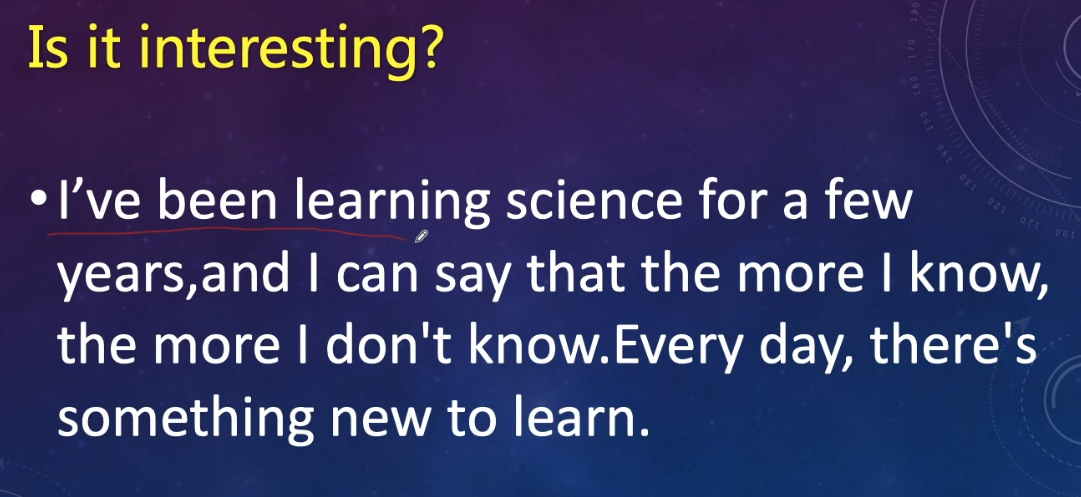 Is it interesting?
•I’ve been learning science for a few
years,and I can say that the more I know,
the more I don't know.Every day, there's
something new to learn.